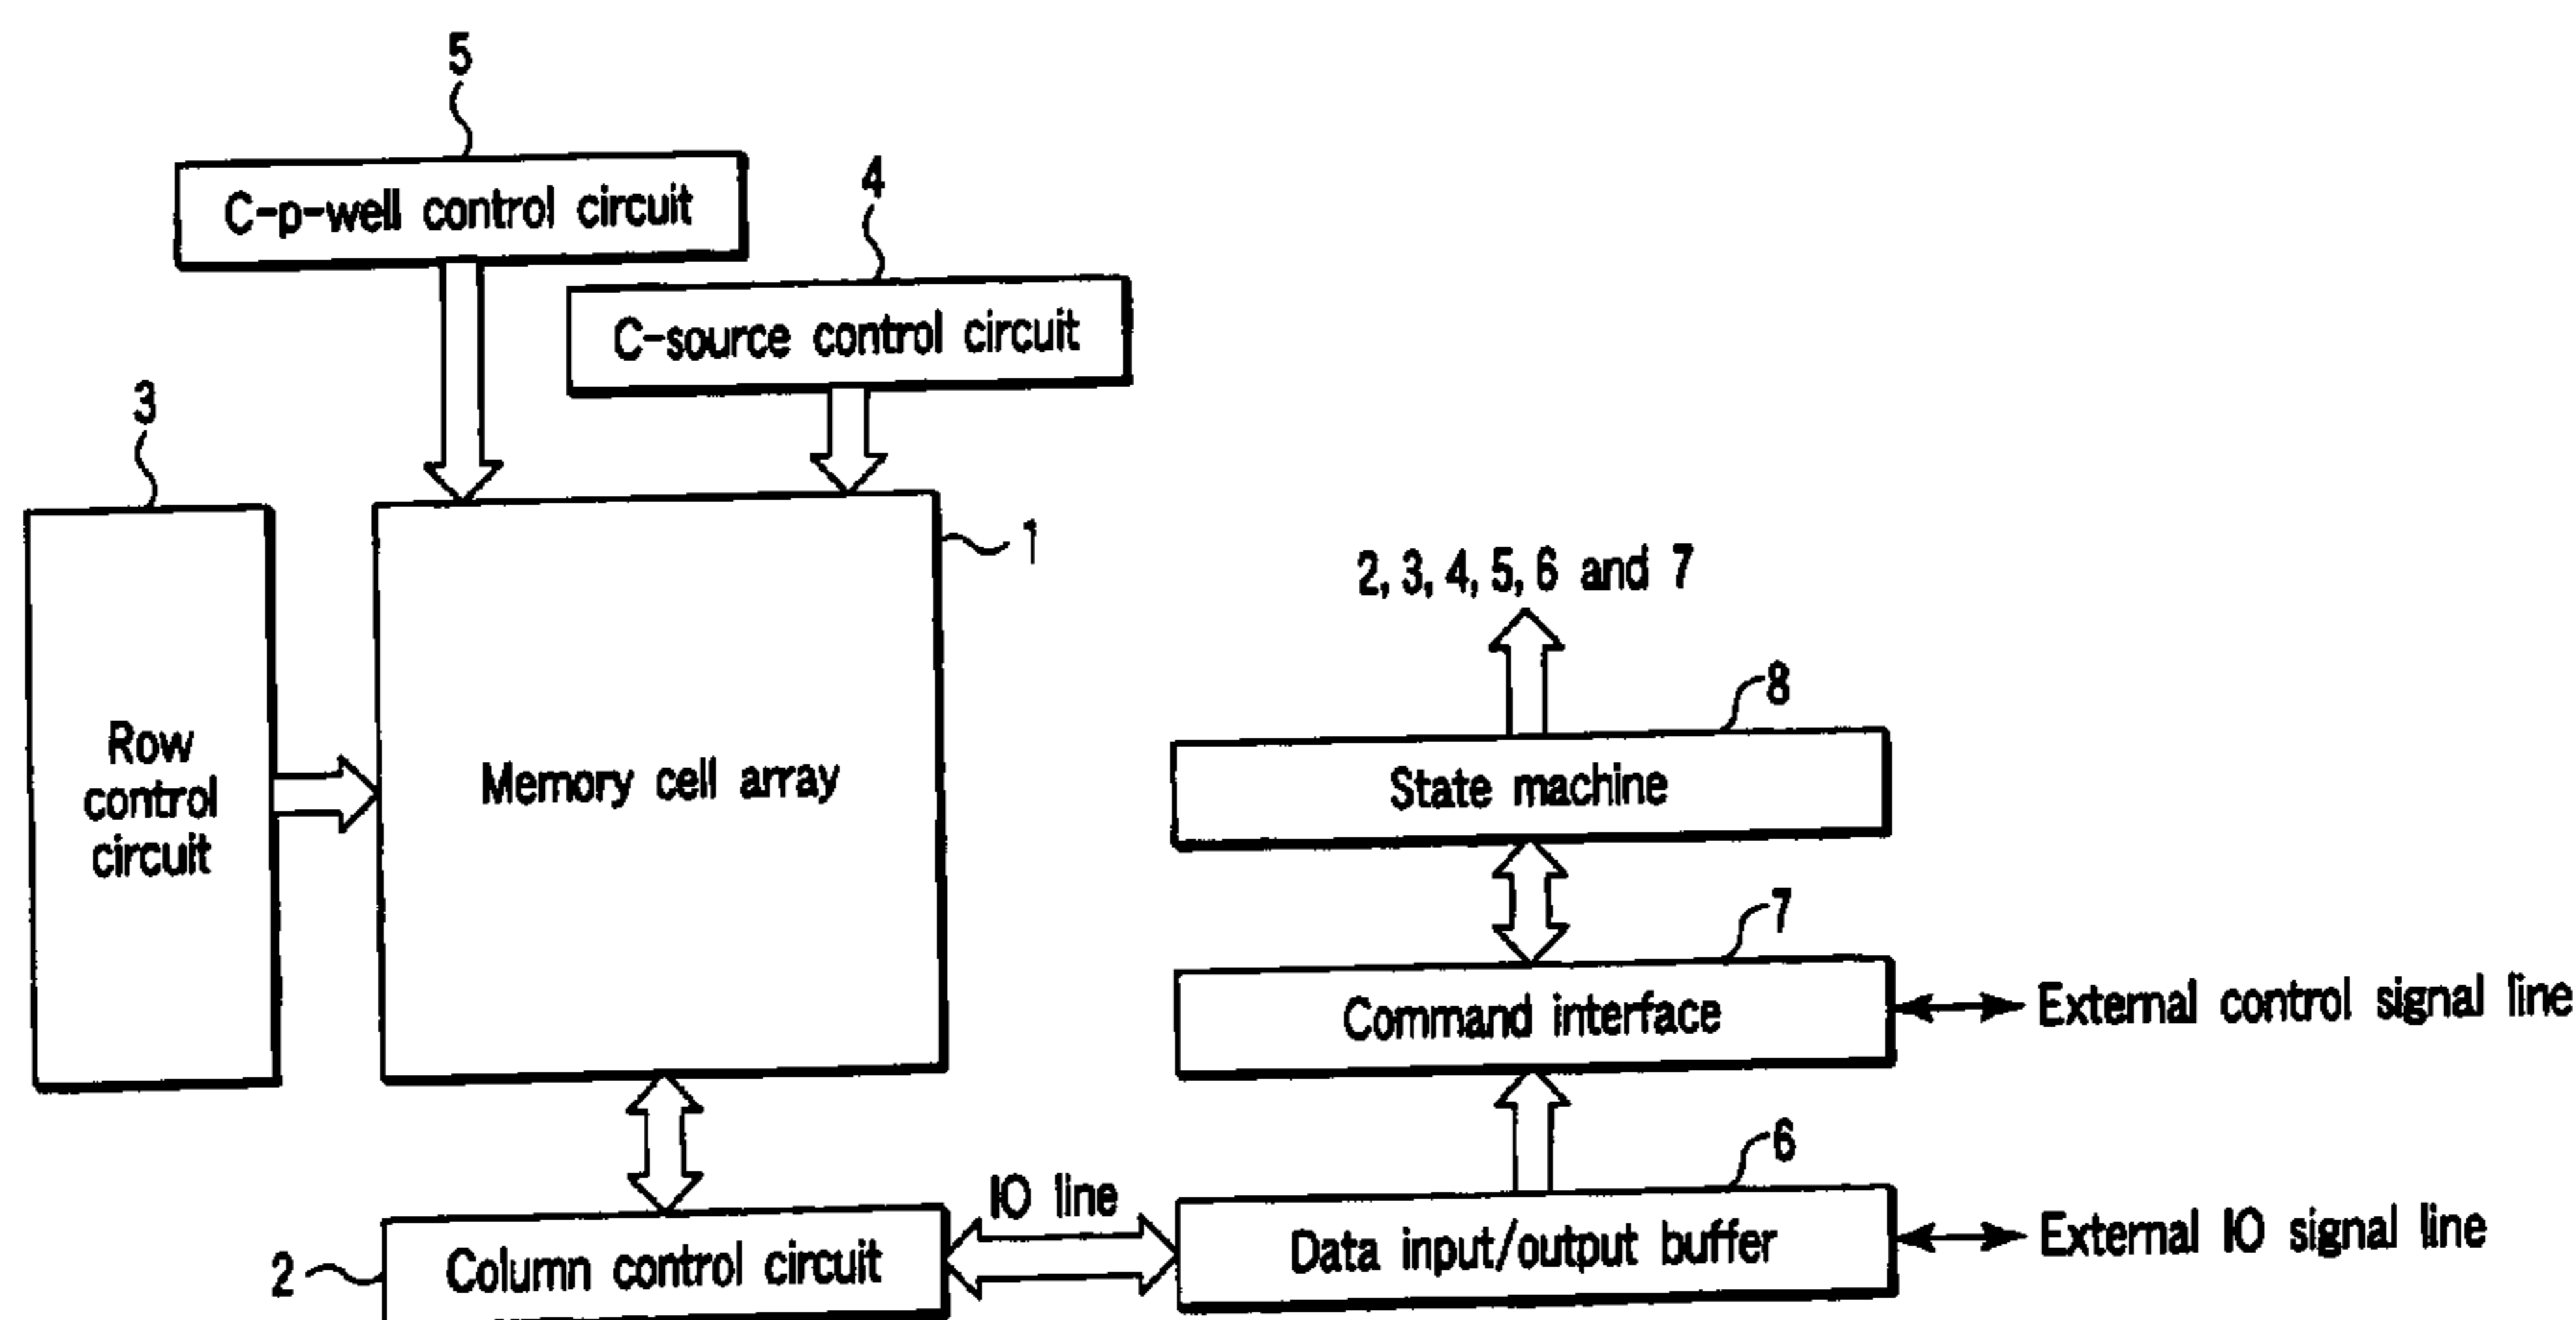 5
C-p-well control circuit
4
C-source control circuit
3
Row
control
circuit
Memory cell array
1
2, 3, 4, 5, 6 and 7
8
State machine
7
Command interface
External control signal line
6
IO line
2
Column control circuit
Data input/output buffer
External IO signal line